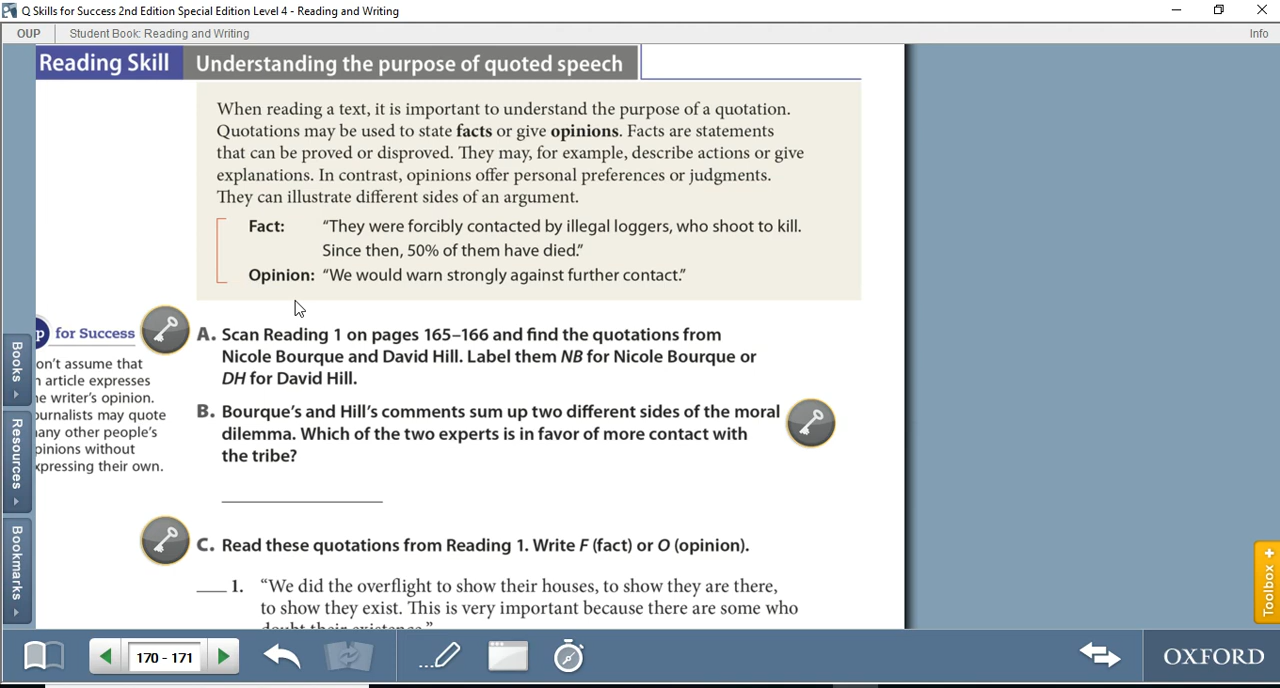 Q Skills for Success 2nd Edition Special Edition Level 4 - Reading and Writing
OUP Student Book: Reading and Writing Info
Reading Skill Understanding the purpose of quoted speech
When reading a text, it is important to understand the purpose of a quotation.
Quotations may be used to state facts or give opinions. Facts are statements
that can be proved or disproved. They may, for example, describe actions or give
explanations. In contrast, opinions offer personal preferences or judgments.
They can illustrate different sides of an argument.
Fact: “They were forcibly contacted by illegal loggers, who shoot to kill.
Since then, 50% of them have died.”
Opinion: “We would warn strongly against further contact.”
p for Success
on’t assume that
n article expresses
he writer’s opinion.
ournalists may quote
any other people’s
pinions without
xpressing their own.
A. Scan Reading 1 on pages 165–166 and find the quotations from
Nicole Bourque and David Hill. Label them NB for Nicole Bourque or
DH for David Hill.
B. Bourque’s and Hill’s comments sum up two different sides of the moral
dilemma. Which of the two experts is in favor of more contact with
the tribe?
C. Read these quotations from Reading 1. Write F (fact) or O (opinion).
1. “We did the overflight to show their houses, to show they are there,
to show they exist. This is very important because there are some who
doubt their existence.”
Books
Resources
Bookmarks
Toolbox
170 - 171
OXFORD